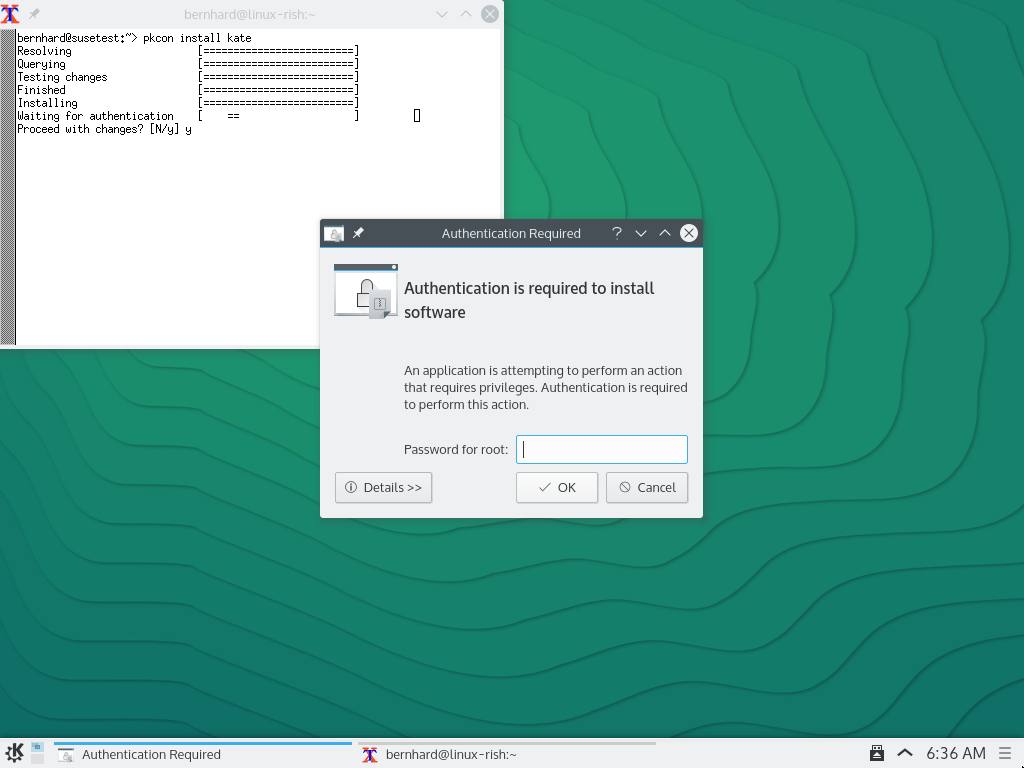 bernhard@linux-rish:~
bernhard@susetest:~> pkcon install kate
Resolving [=========================]
Querying [=========================]
Testing changes [=========================]
Finished [=========================]
Installing [=========================]
Waiting for authentication [    ==                   ]
Proceed with changes? [N/y] y
Authentication Required
Authentication is required to install
software
An application is attempting to perform an action
that requires privileges. Authentication is required
to perform this action.
Password for root:
Details >>
OK
Cancel
Authentication Required
bernhard@linux-rish:~
6:36 AM